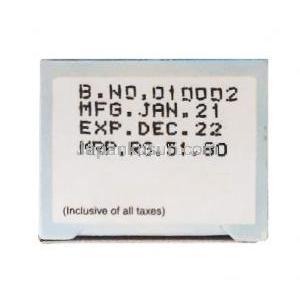 B.NO.010002
MFG.JAN.21
EXP.DEC.22
MRP.RS.51.60
(Inclusive of all taxes)